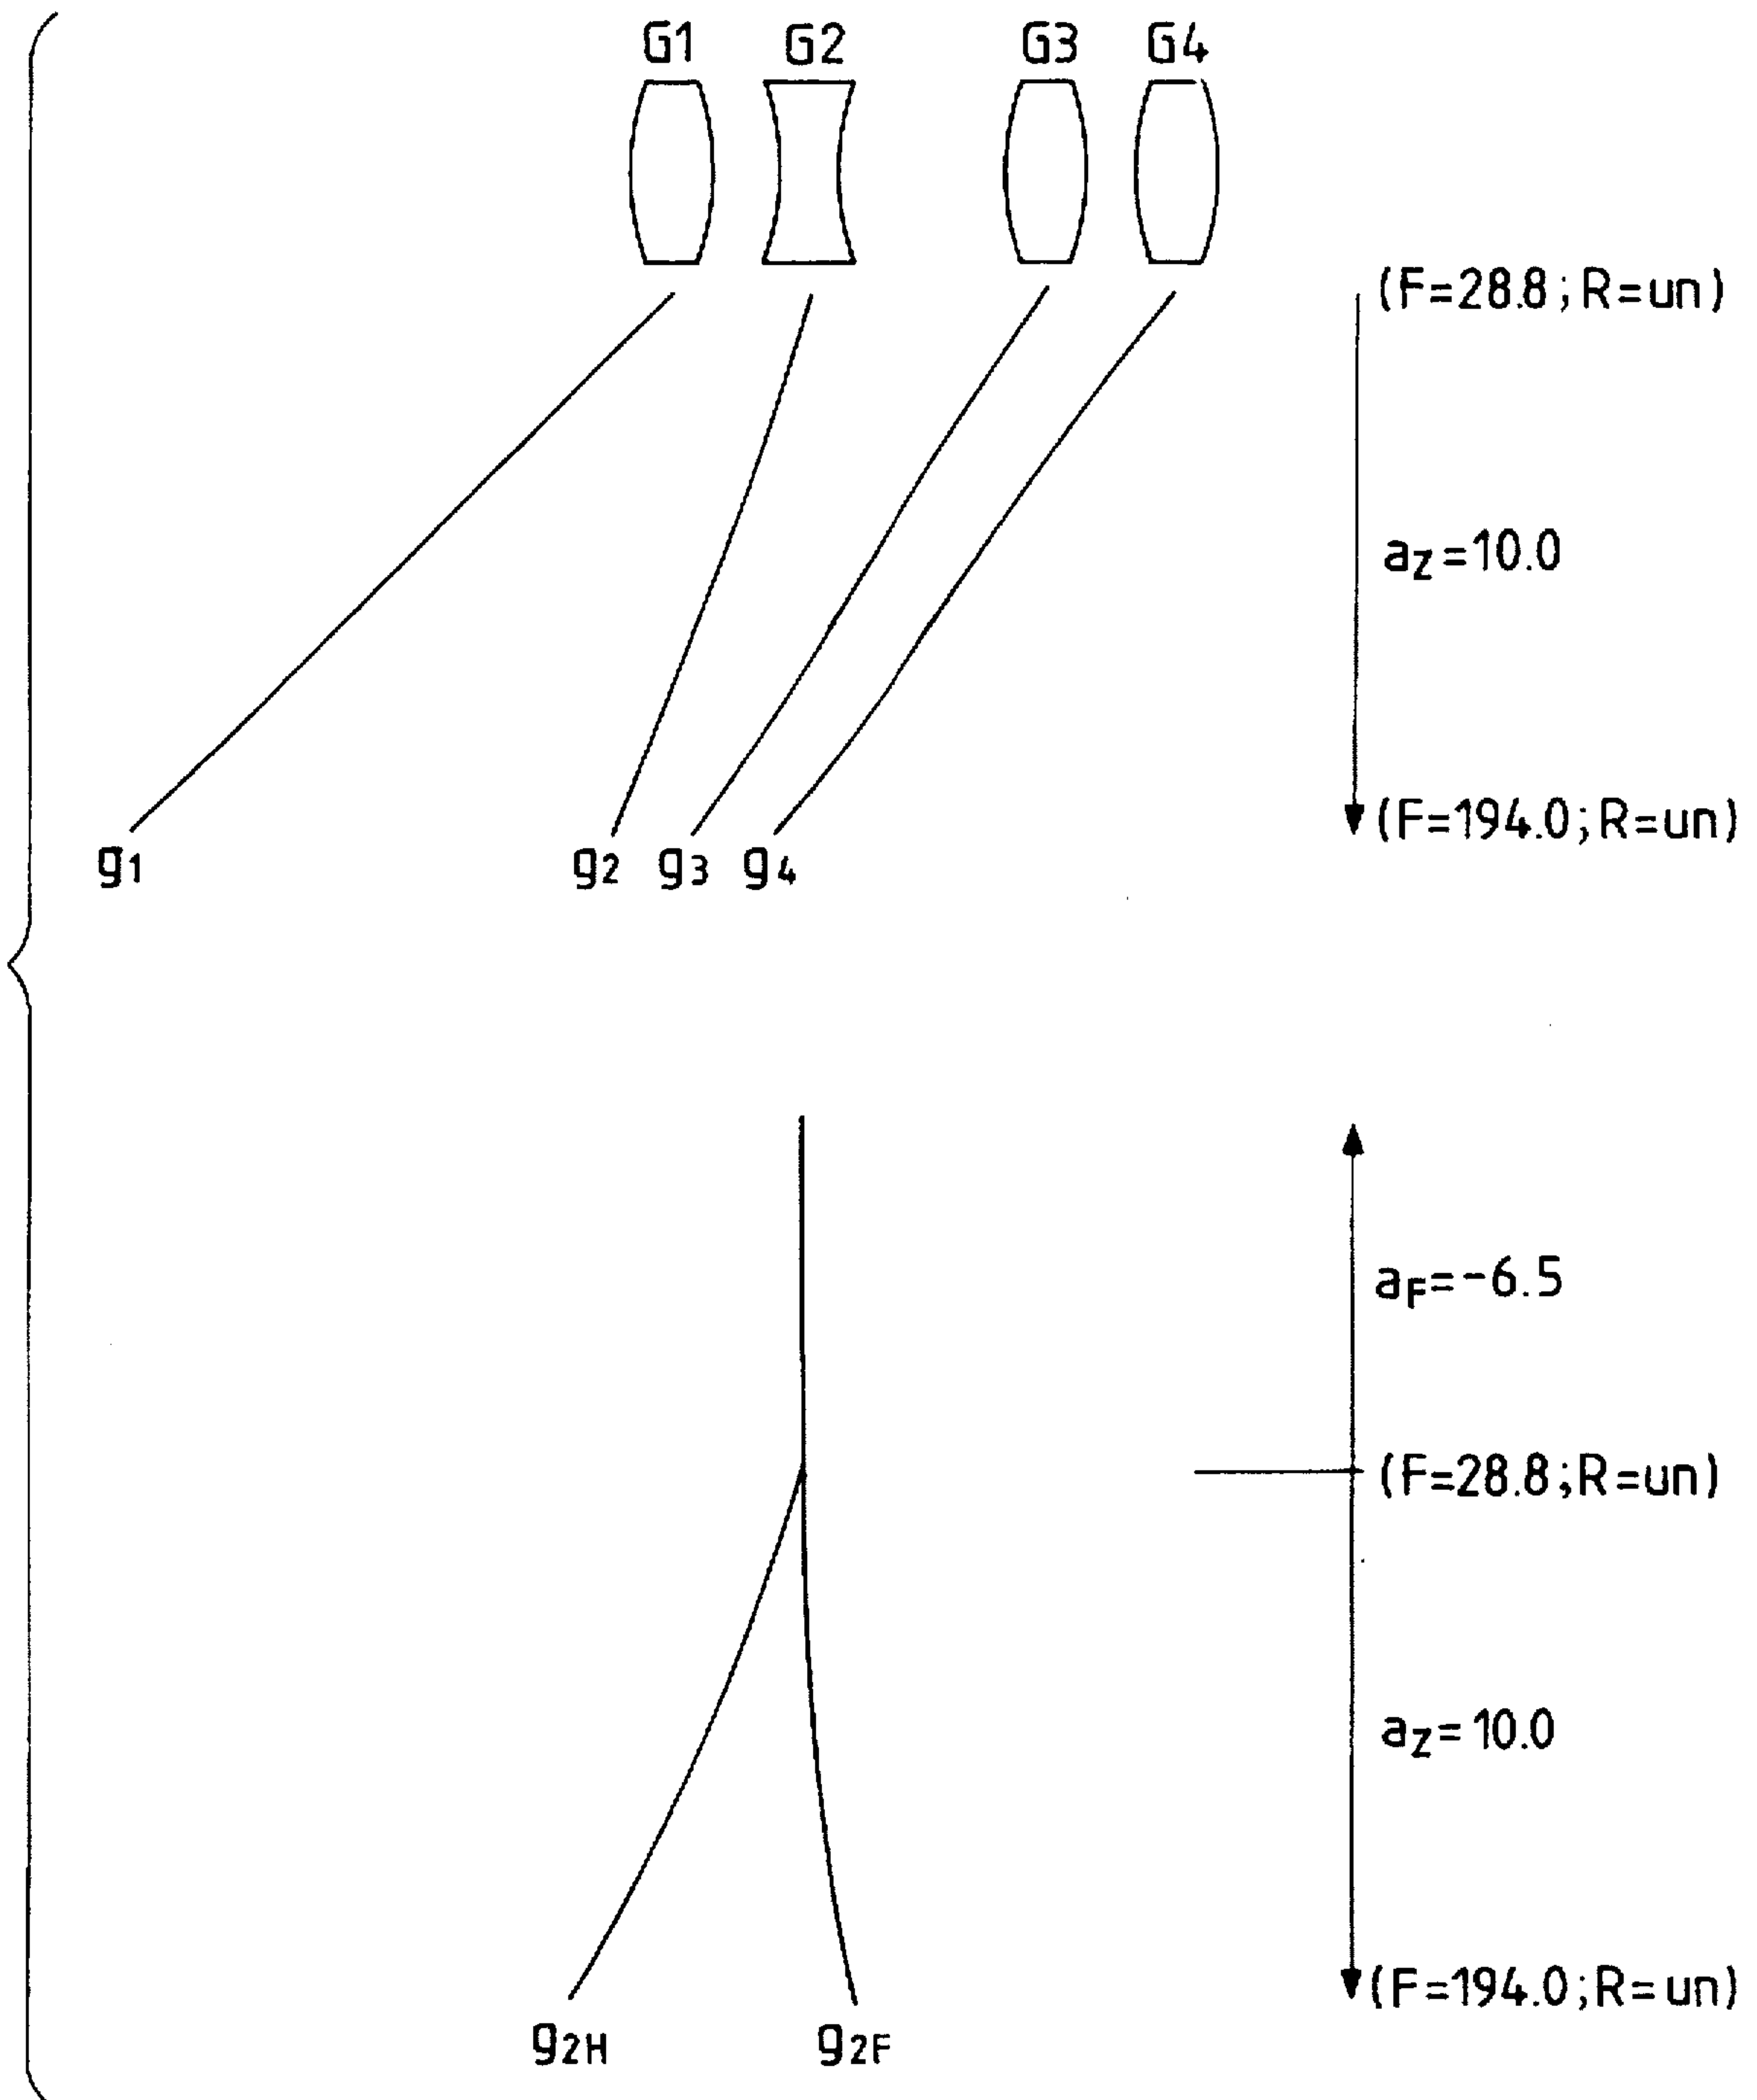 G1 G2 G3 G4
(F=28.8;R=un)
aZ=10.0
(F=194.0;R=un)
g1 g2 g3 g4
aF=-6.5
(F=28.8;R=un)
aZ=10.0
(F=194.0;R=un)
g2H g2F